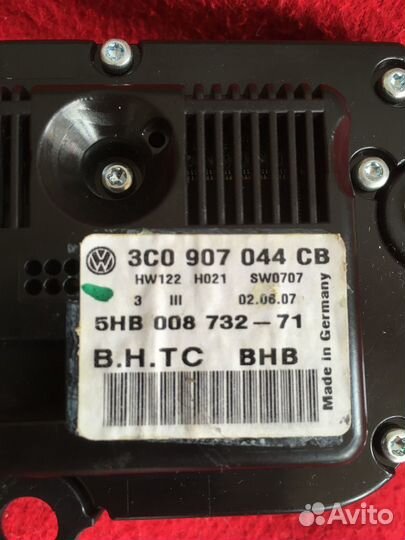 3C0 907 044 CB
HW122 H021 SW0707
3 III 02.06.07
5HB 008 732-71
B.H.TC BHB
Made in Germany
Avito